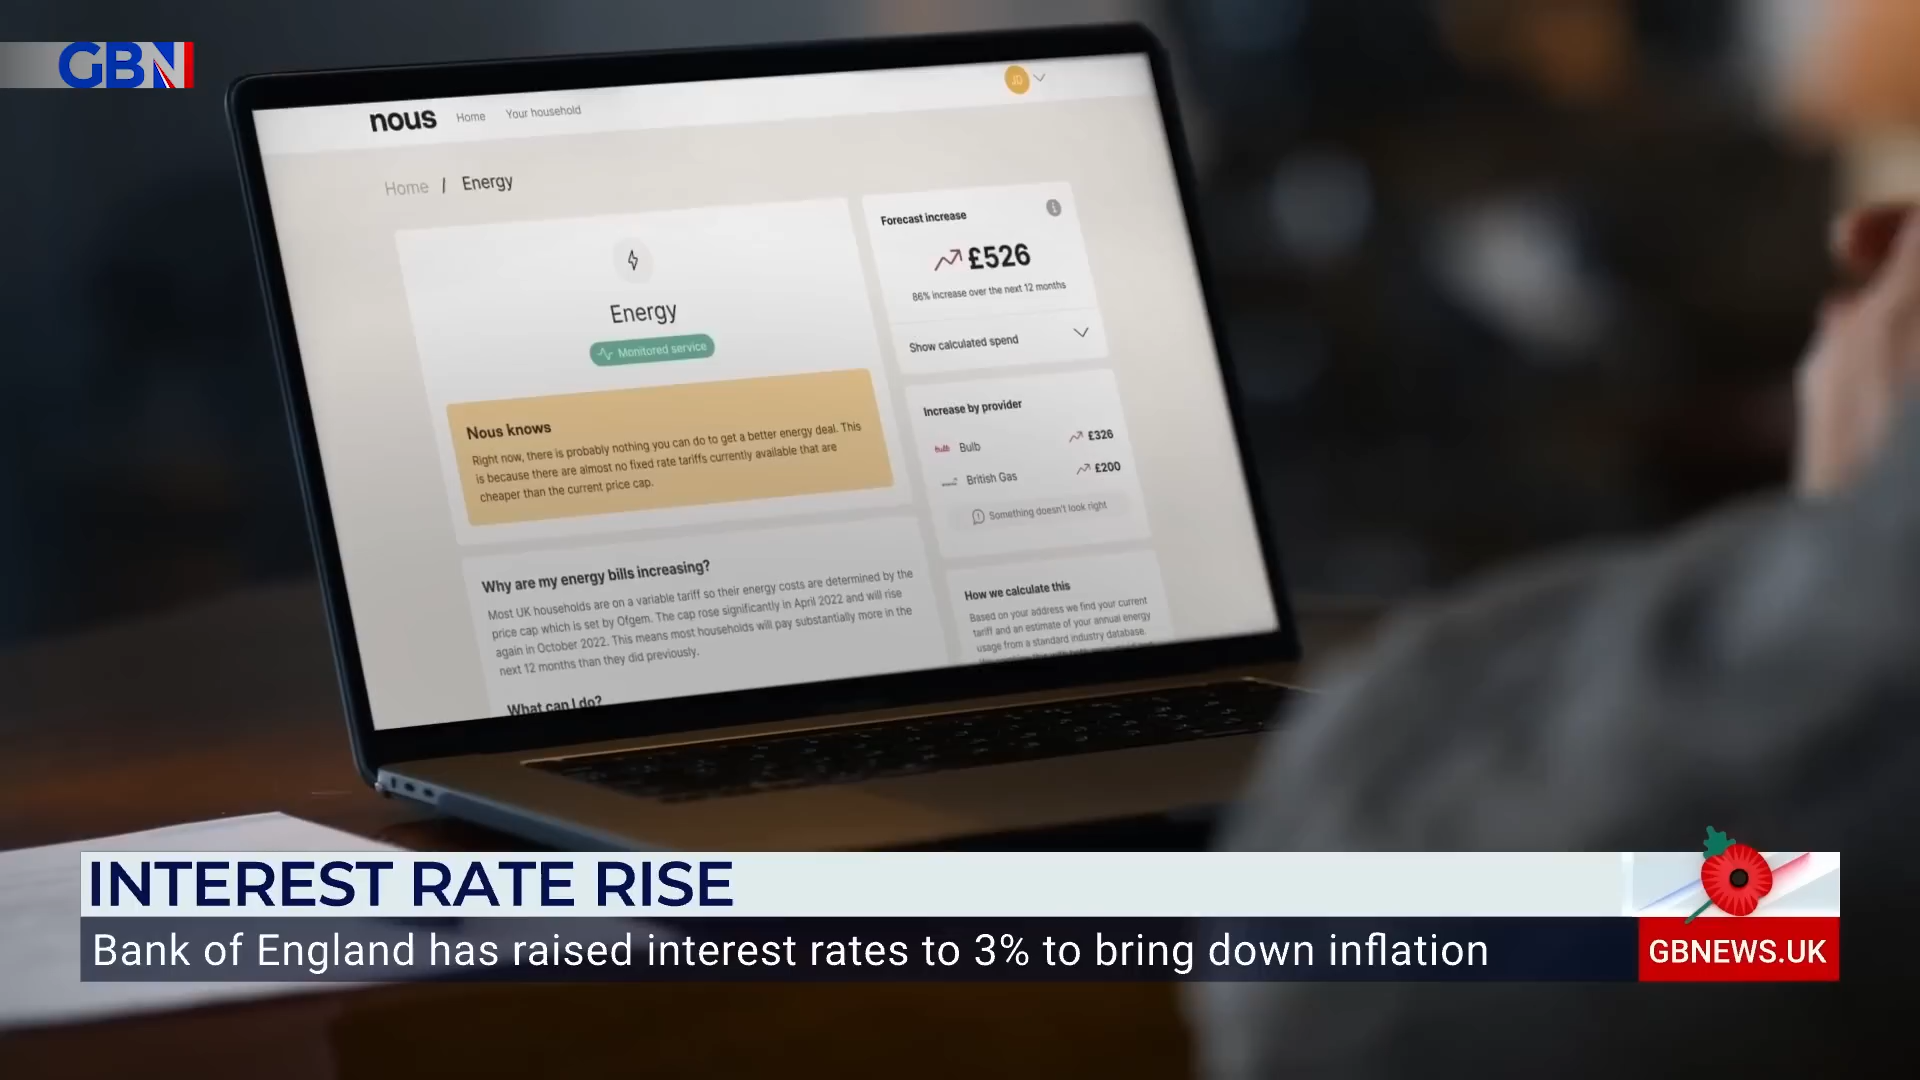 GBN
nous
Home
Your household
JD
Home / Energy
Energy
Monitored service
Nous knows
Right now, there is probably nothing you can do to get a better energy deal. This
is because there are almost no fixed rate tariffs currently available that are
cheaper than the current price cap.
Why are my energy bills increasing?
Most UK households are on a variable tariff so their energy costs are determined by the
price cap which is set by Ofgem. The cap rose significantly in April 2022 and will rise
again in October 2022. This means most households will pay substantially more in the
next 12 months than they did previously.
What can I do?
Forecast increase
£526
86% increase over the next 12 months
Show calculated spend
Increase by provider
bulb Bulb £326
British Gas £200
Something doesn't look right
How we calculate this
Based on your address we find your current
tariff and an estimate of your annual energy
usage from a standard industry database.
INTEREST RATE RISE
Bank of England has raised interest rates to 3% to bring down inflation
GBNEWS.UK